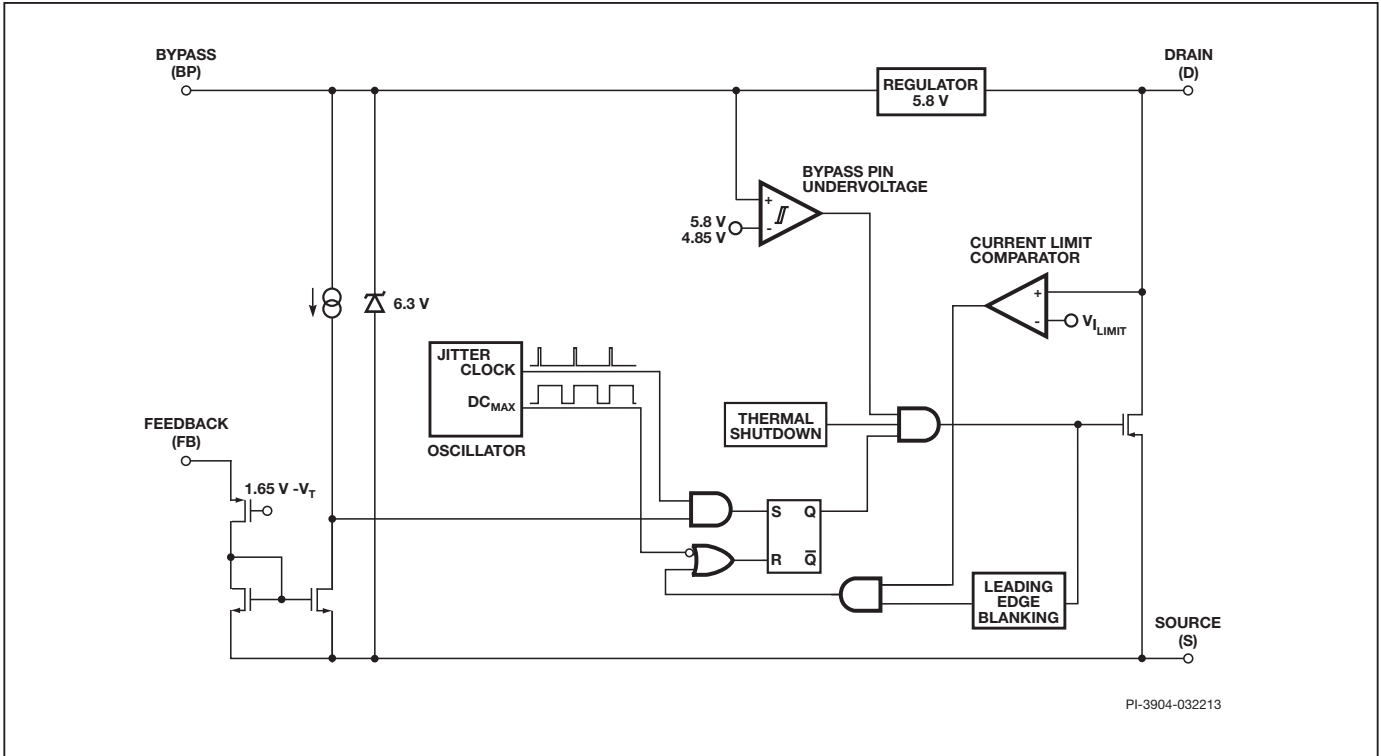 BYPASS
(BP)
DRAIN
(D)
REGULATOR
5.8 V
BYPASS PIN
UNDERVOLTAGE
+
5.8 V
4.85 V
-
CURRENT LIMIT
COMPARATOR
+
-
VILIMIT
6.3 V
JITTER
CLOCK
DCMAX
OSCILLATOR
THERMAL
SHUTDOWN
FEEDBACK
(FB)
1.65 V -VT
S Q
R Q̅
LEADING
EDGE
BLANKING
SOURCE
(S)
PI-3904-032213